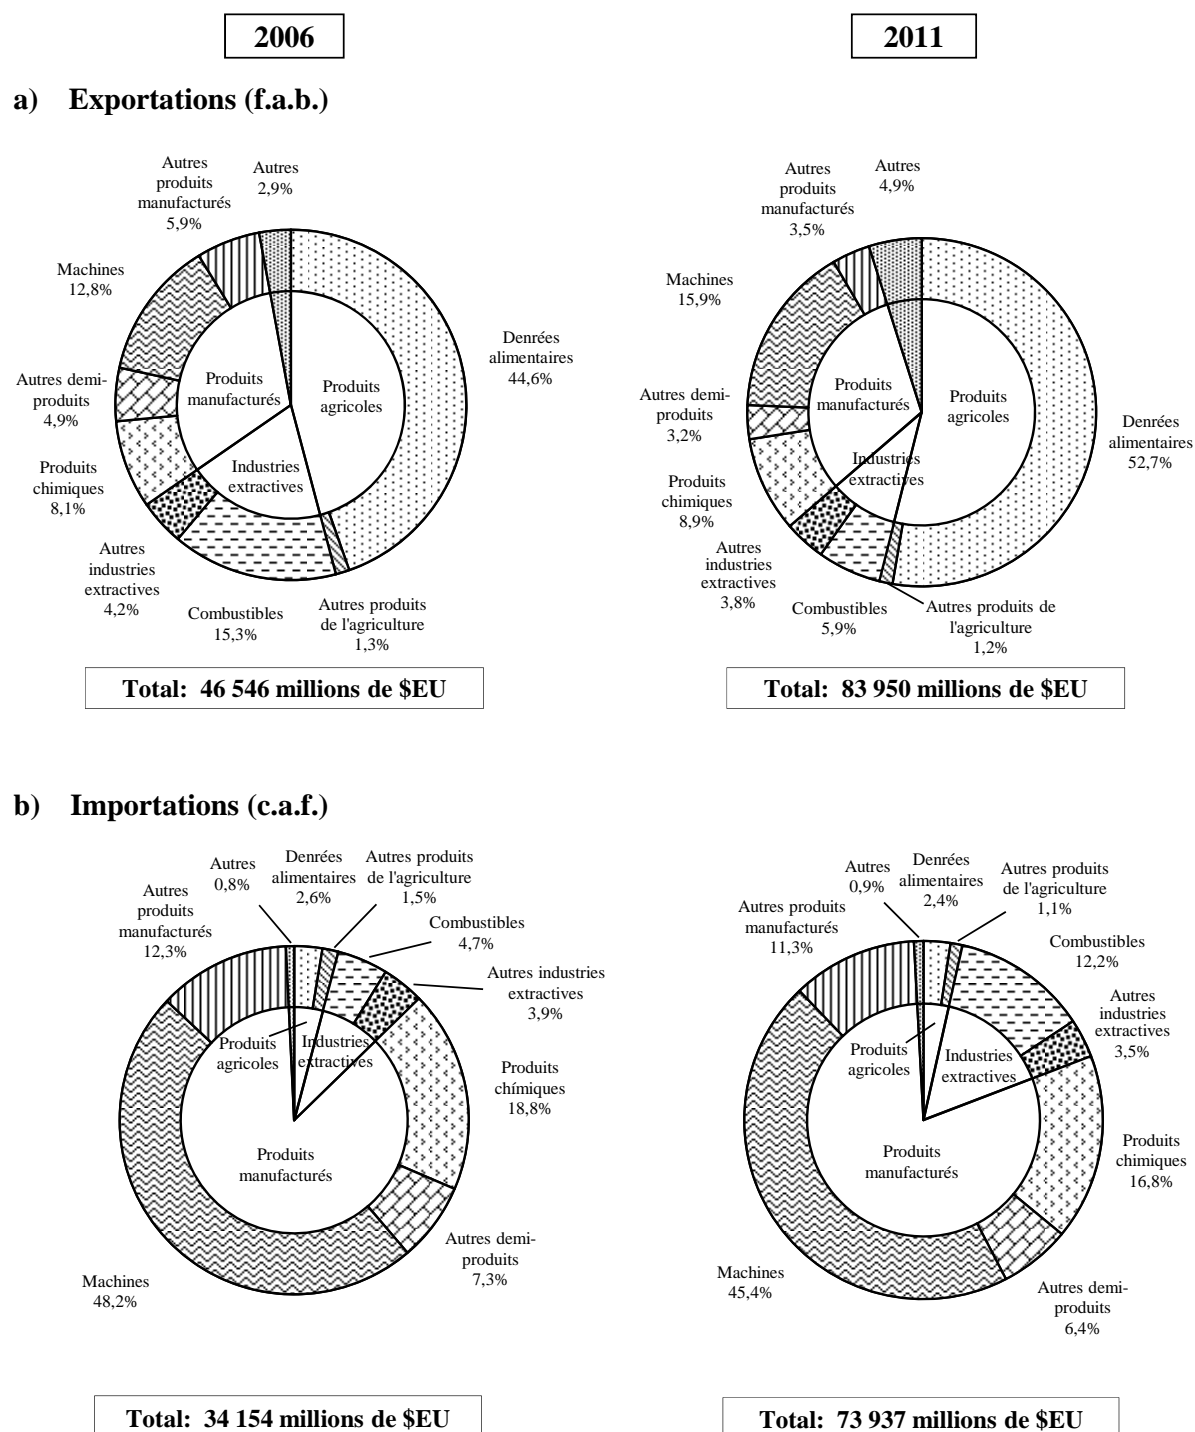 2006
2011
a) Exportations (f.a.b.)
Autres
produits
manufacturés
5,9%
Autres
2,9%
Machines
12,8%
Denrées
alimentaires
44,6%
Autres demi-
produits
4,9%
Produits
manufacturés
Produits
agricoles
Industries
extractives
Produits
chimiques
8,1%
Autres
industries
extractives
4,2%
Combustibles
15,3%
Autres produits
de l'agriculture
1,3%
Total: 46 546 millions de $EU
Autres
produits
manufacturés
3,5%
Autres
4,9%
Machines
15,9%
Autres demi-
produits
3,2%
Produits
manufacturés
Produits
agricoles
Denrées
alimentaires
52,7%
Industries
extractives
Produits
chimiques
8,9%
Autres
industries
extractives
3,8%
Combustibles
5,9%
Autres produits de
l'agriculture
1,2%
Total: 83 950 millions de $EU
b) Importations (c.a.f.)
Autres
0,8%
Denrées
alimentaires
2,6%
Autres produits
de l'agriculture
1,5%
Autres
produits
manufacturés
12,3%
Combustibles
4,7%
Autres industries
extractives
3,9%
Produits
agricoles
Industries
extractives
Produits
chímiques
18,8%
Produits
manufacturés
Autres demi-
produits
7,3%
Machines
48,2%
Total: 34 154 millions de $EU
Autres
0,9%
Denrées
alimentaires
2,4%
Autres produits
de l'agriculture
1,1%
Autres produits
manufacturés
11,3%
Combustibles
12,2%
Autres
industries
extractives
3,5%
Produits
agricoles
Industries
extractives
Produits
manufacturés
Produits
chimiques
16,8%
Machines
45,4%
Autres demi-
produits
6,4%
Total: 73 937 millions de $EU